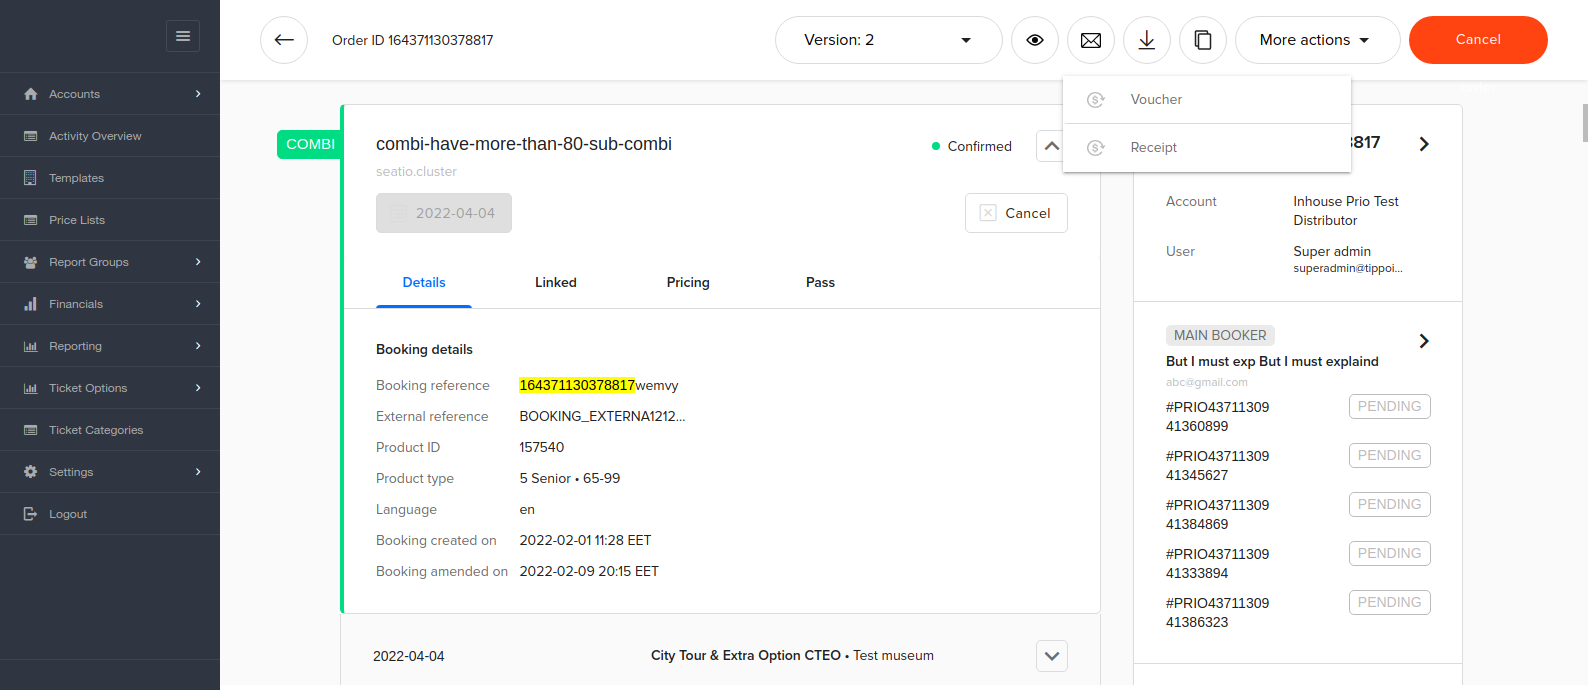 Order ID 164371130378817
Version: 2
More actions
Cancel
Accounts
Activity Overview
Templates
Price Lists
Report Groups
Financials
Reporting
Ticket Options
Ticket Categories
Settings
Logout
Voucher
Receipt
COMBI
combi-have-more-than-80-sub-combi
Confirmed
seatio.cluster
2022-04-04
Cancel
Details
Linked
Pricing
Pass
Booking details
Booking reference 164371130378817wemvy
External reference BOOKING_EXTERNA1212...
Product ID 157540
Product type 5 Senior • 65-99
Language en
Booking created on 2022-02-01 11:28 EET
Booking amended on 2022-02-09 20:15 EET
2022-04-04
City Tour & Extra Option CTEO • Test museum
8817
Account Inhouse Prio Test
Distributor
User Super admin
superadmin@tippoi...
MAIN BOOKER
But I must exp But I must explaind
abc@gmail.com
#PRIO43711309 PENDING
41360899
#PRIO43711309 PENDING
41345627
#PRIO43711309 PENDING
41384869
#PRIO43711309 PENDING
41333894
#PRIO43711309 PENDING
41386323